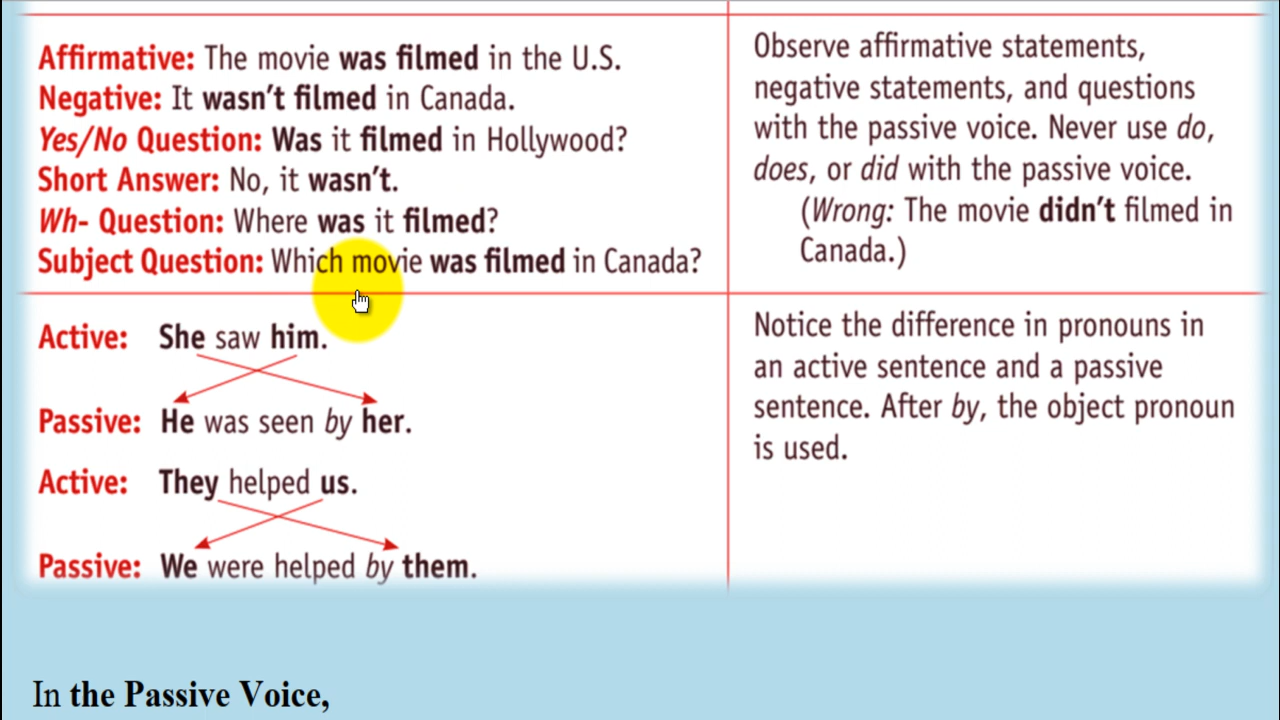 Affirmative: The movie was filmed in the U.S.
Negative: It wasn't filmed in Canada.
Yes/No Question: Was it filmed in Hollywood?
Short Answer: No, it wasn't.
Wh- Question: Where was it filmed?
Subject Question: Which movie was filmed in Canada?
Observe affirmative statements,
negative statements, and questions
with the passive voice. Never use do,
does, or did with the passive voice.
(Wrong: The movie didn't filmed in
Canada.)
Active: She saw him.
Passive: He was seen by her.
Active: They helped us.
Passive: We were helped by them.
Notice the difference in pronouns in
an active sentence and a passive
sentence. After by, the object pronoun
is used.
In the Passive Voice,